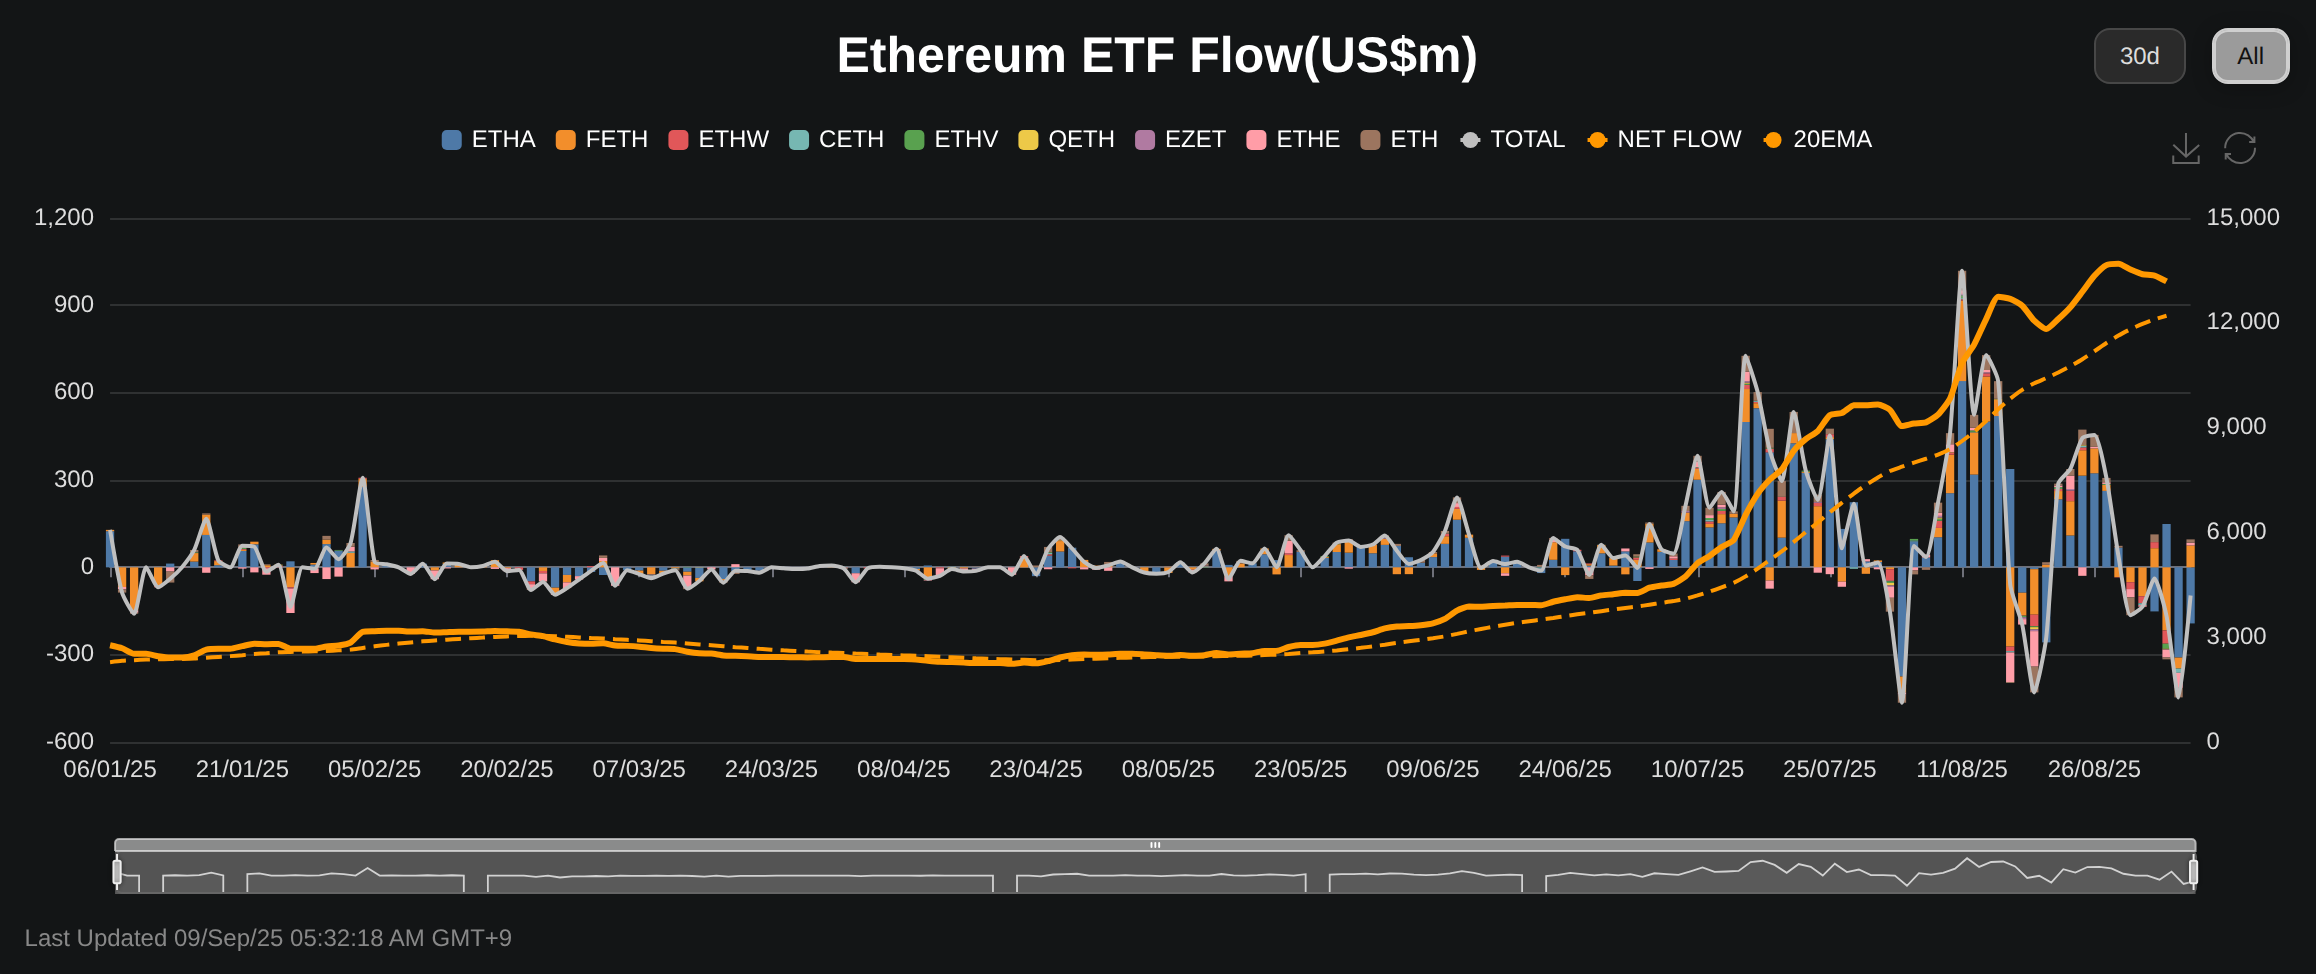 Ethereum ETF Flow(US$m)
30d
All
ETHA FETH ETHW CETH ETHV QETH EZET ETHE ETH TOTAL NET FLOW 20EMA
1,200 15,000
900
12,000
600
9,000
300
6,000
0
-300
3,000
-600 0
06/01/25 21/01/25 05/02/25 20/02/25 07/03/25 24/03/25 08/04/25 23/04/25 08/05/25 23/05/25 09/06/25 24/06/25 10/07/25 25/07/25 11/08/25 26/08/25
Last Updated 09/Sep/25 05:32:18 AM GMT+9